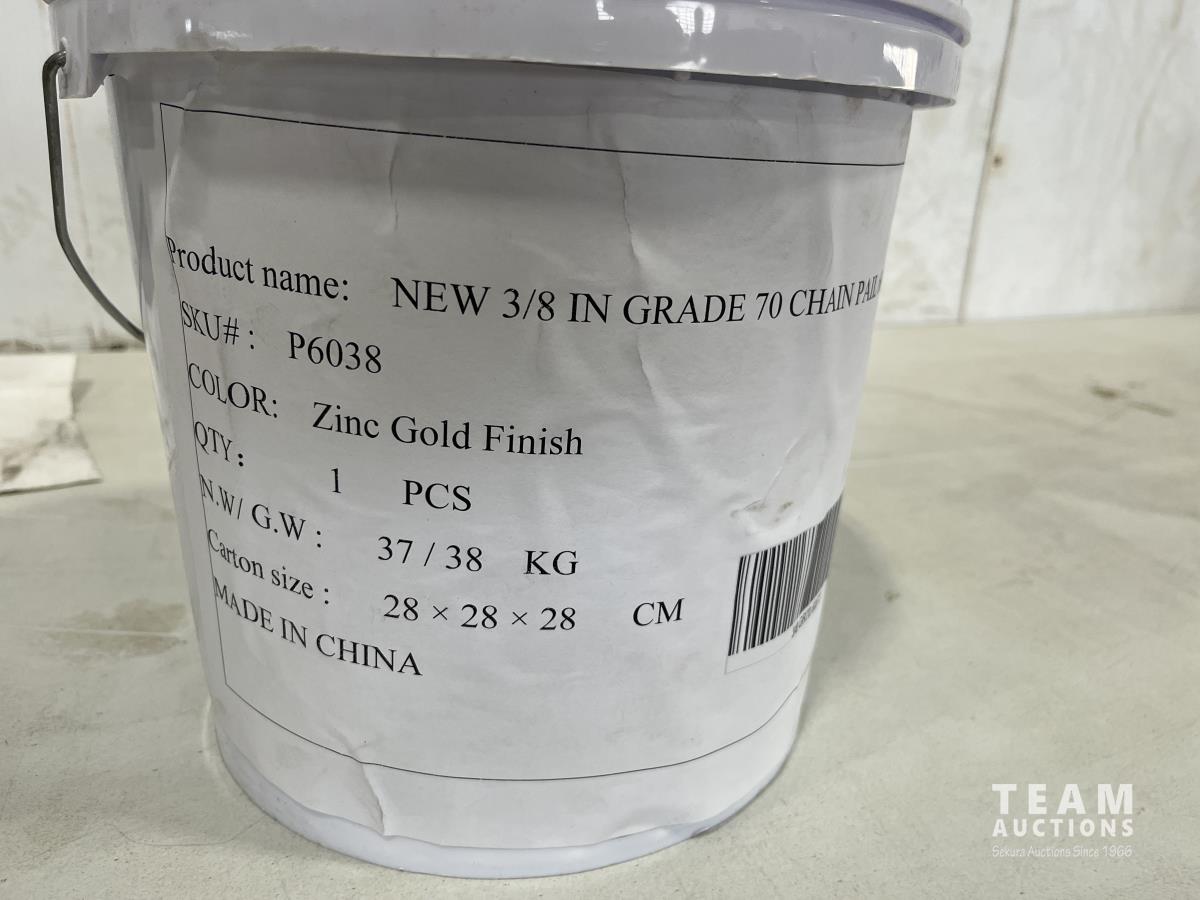 Product name: NEW 3/8 IN GRADE 70 CHAIN PAIL
SKU# : P6038
COLOR: Zinc Gold Finish
QTY: 1 PCS
N.W/ G.W : 37 / 38 KG
Carton size : 28 × 28 × 28 CM
MADE IN CHINA
TEAM
AUCTIONS
Sekura Auctions Since 1966